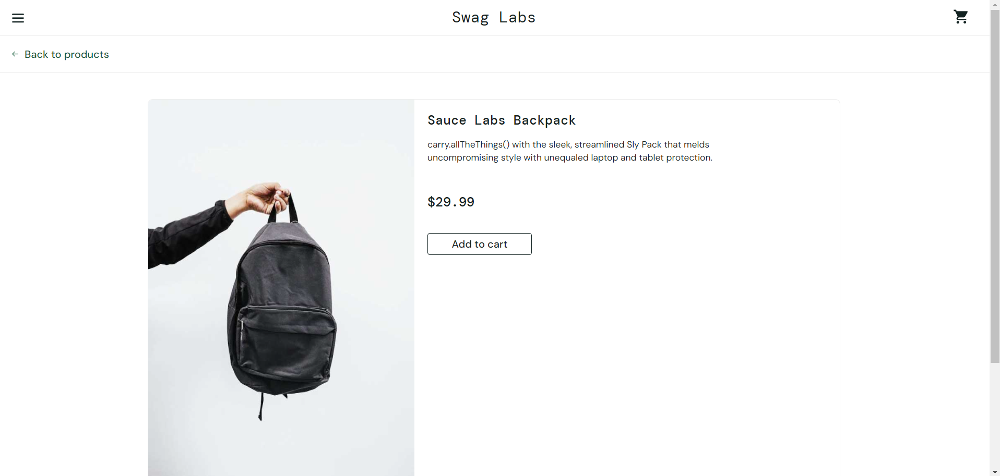 Swag Labs
Back to products
Sauce Labs Backpack
carry.allTheThings() with the sleek, streamlined Sly Pack that melds
uncompromising style with unequaled laptop and tablet protection.
$29.99
Add to cart